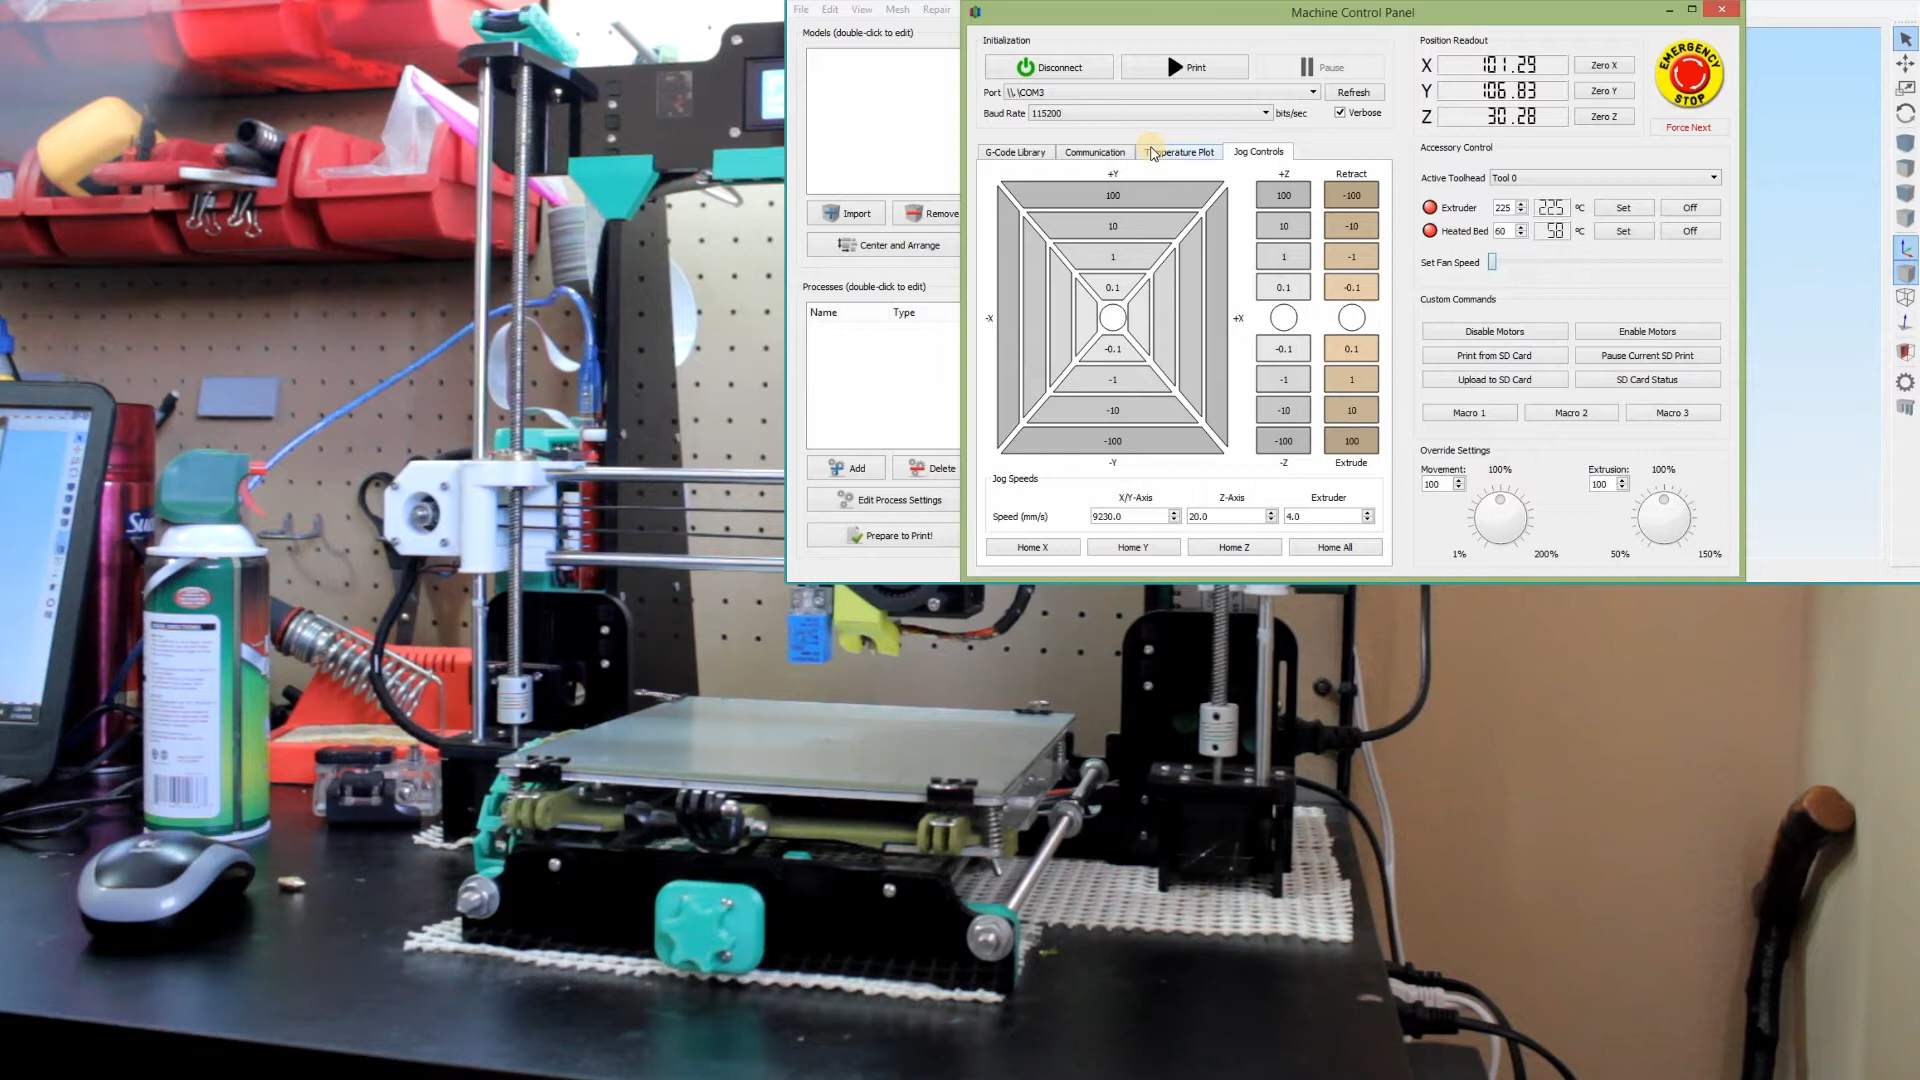 File Edit View Mesh Repair
Models (double-click to edit)
Import Remove
Center and Arrange
Processes (double-click to edit)
Name Type
Add Delete
Edit Process Settings
Prepare to Print!
Machine Control Panel
Initialization
Disconnect Print Pause
Port \\.\COM3 Refresh
Baud Rate 115200 bits/sec Verbose
G-Code Library Communication perature Plot Jog Controls
+Y +Z Retract
100 100 -100
10 10 -10
1 1 -1
0.1 0.1 -0.1
-X +X
-0.1 -0.1 0.1
-1 -1 1
-10 -10 10
-100 -100 100
-Y -Z Extrude
Jog Speeds
X/Y-Axis Z-Axis Extruder
Speed (mm/s) 9230.0 20.0 4.0
Home X Home Y Home Z Home All
Position Readout
X 101.29 Zero X
Y 106.83 Zero Y
Z 30.28 Zero Z
EMERGENCY
STOP
Force Next
Accessory Control
Active Toolhead Tool 0
Extruder 225 225 ºC Set Off
Heated Bed 60 58 ºC Set Off
Set Fan Speed
Custom Commands
Disable Motors Enable Motors
Print from SD Card Pause Current SD Print
Upload to SD Card SD Card Status
Macro 1 Macro 2 Macro 3
Override Settings
Movement: 100% Extrusion: 100%
100 100
1% 200% 50% 150%